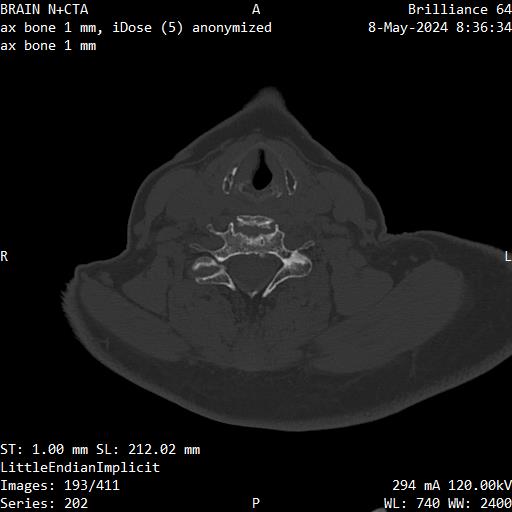 BRAIN N+CTA
A
Brilliance 64
ax bone 1 mm, iDose (5) anonymized
8-May-2024 8:36:34
ax bone 1 mm
R
L
ST: 1.00 mm SL: 212.02 mm
LittleEndianImplicit
Images: 193/411
294 mA 120.00kV
Series: 202
P
WL: 740 WW: 2400